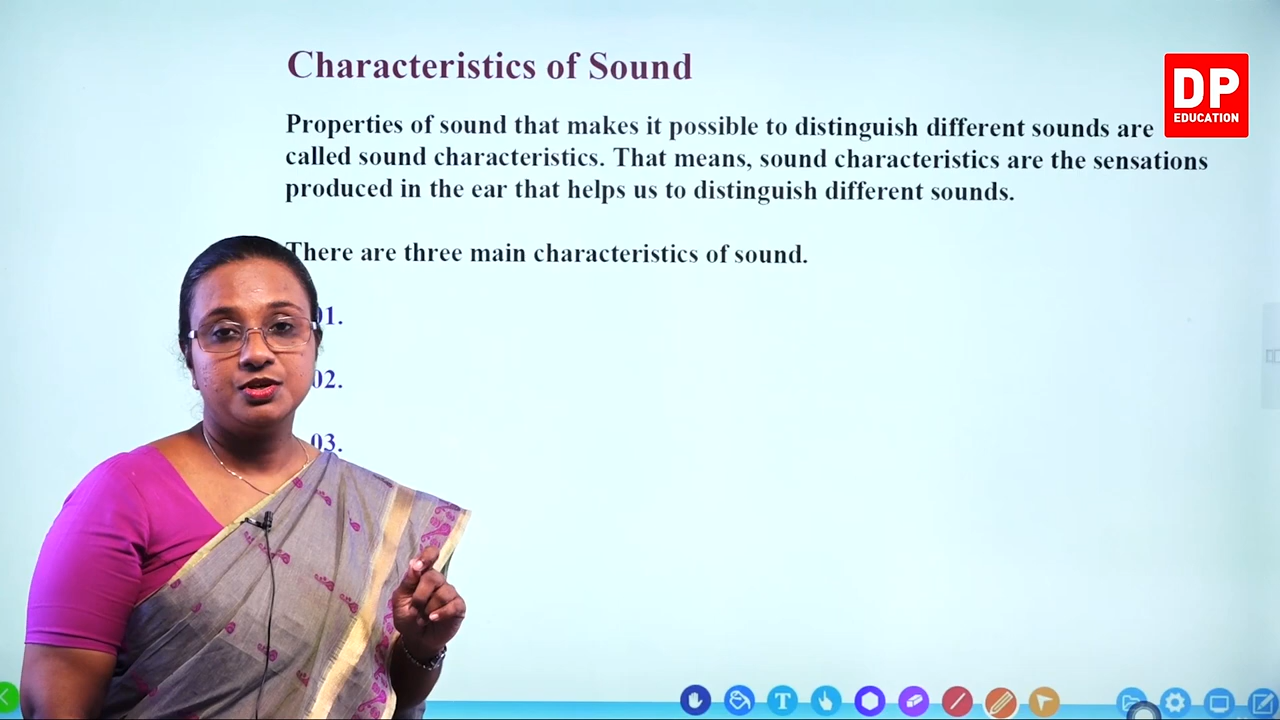 Characteristics of Sound
DP
EDUCATION
Properties of sound that makes it possible to distinguish different sounds are
called sound characteristics. That means, sound characteristics are the sensations
produced in the ear that helps us to distinguish different sounds.
There are three main characteristics of sound.
01.
02.
03.
T